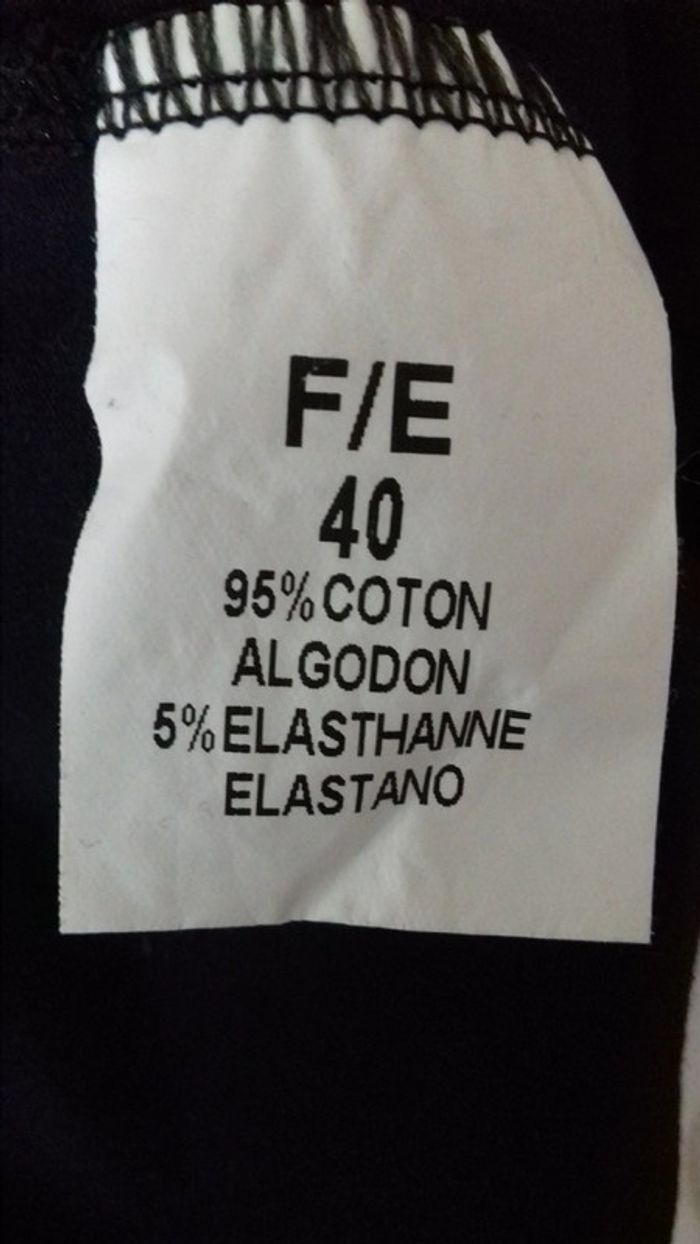 F/E
40
95% COTON
ALGODON
5% ELASTHANNE
ELASTANO